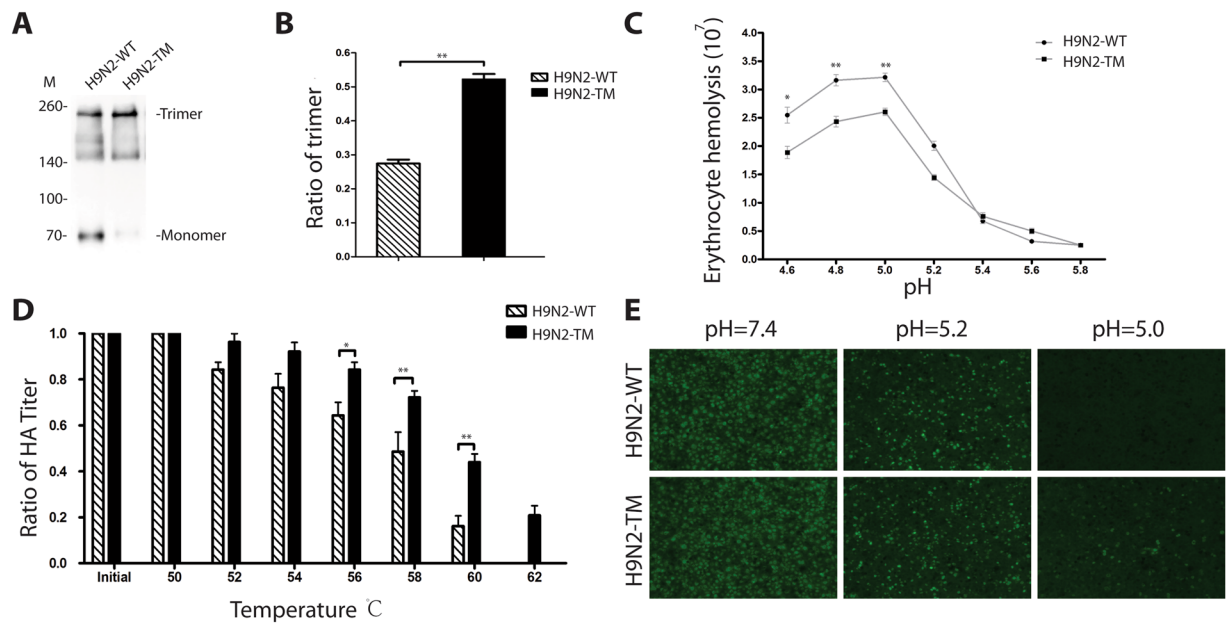 A
H9N2-WT
H9N2-TM
M
260-
140-
100-
70-
-Trimer
-Monomer
B
Ratio of trimer
0.6
0.5
0.4
0.3
0.2
0.1
0.0
**
H9N2-WT
H9N2-TM
C
Erythrocyte hemolysis (10⁷)
4.0
3.5
3.0
2.5
2.0
1.5
1.0
0.5
0.0
*
**
**
H9N2-WT
H9N2-TM
4.6 4.8 5.0 5.2 5.4 5.6 5.8
pH
D
Ratio of HA Titer
1.0
0.8
0.6
0.4
0.2
0.0
H9N2-WT
H9N2-TM
*
**
**
Initial 50 52 54 56 58 60 62
Temperature °C
E
pH=7.4 pH=5.2 pH=5.0
H9N2-WT
H9N2-TM